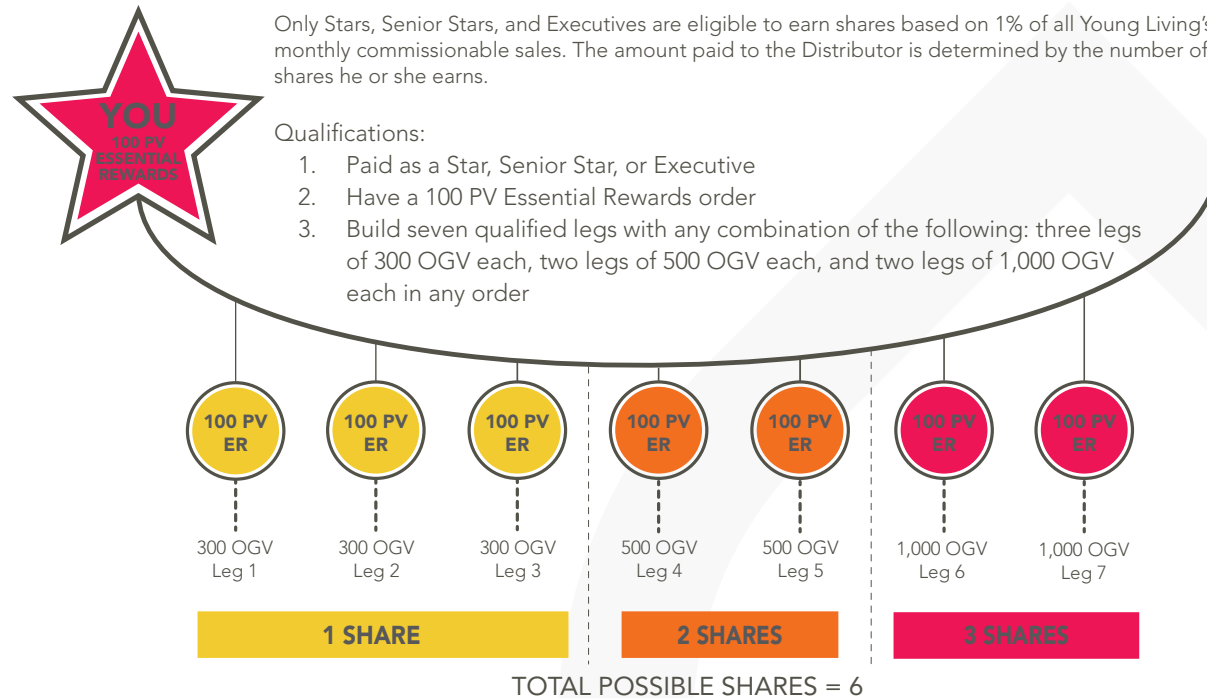 Only Stars, Senior Stars, and Executives are eligible to earn shares based on 1% of all Young Living's
monthly commissionable sales. The amount paid to the Distributor is determined by the number of
shares he or she earns.
YOU
100 PV
ESSENTIAL
REWARDS
Qualifications:
1. Paid as a Star, Senior Star, or Executive
2. Have a 100 PV Essential Rewards order
3. Build seven qualified legs with any combination of the following: three legs
of 300 OGV each, two legs of 500 OGV each, and two legs of 1,000 OGV
each in any order
100 PV 100 PV 100 PV 100 PV 100 PV 100 PV 100 PV
ER ER ER ER ER ER ER
300 OGV 300 OGV 300 OGV 500 OGV 500 OGV 1,000 OGV 1,000 OGV
Leg 1 Leg 2 Leg 3 Leg 4 Leg 5 Leg 6 Leg 7
1 SHARE 2 SHARES 3 SHARES
TOTAL POSSIBLE SHARES = 6